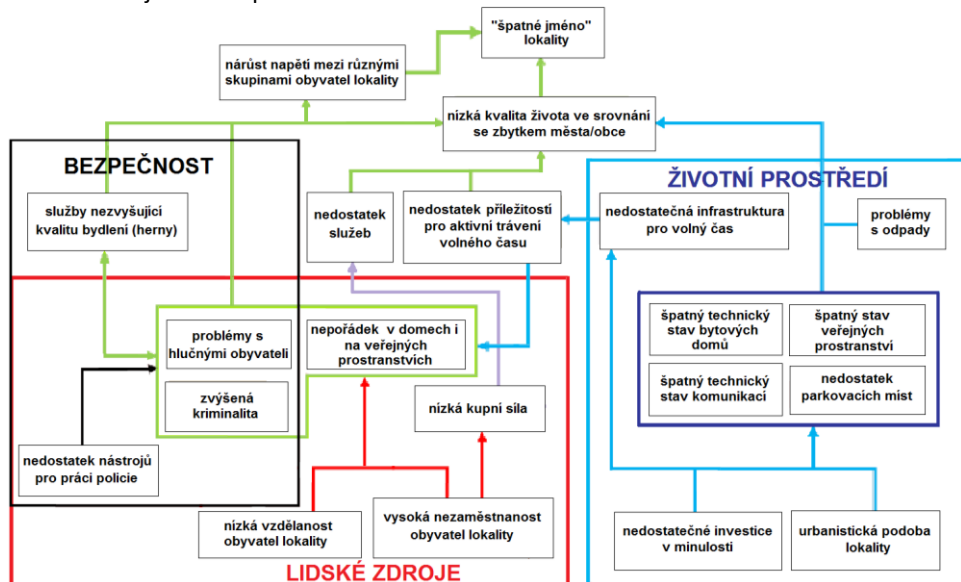 "špatné jméno"
lokality
nárůst napětí mezi různými
skupinami obyvatel lokality
nízká kvalita života ve srovnání
se zbytkem města/obce
BEZPEČNOST
ŽIVOTNÍ PROSTŘEDÍ
služby nezvyšující
kvalitu bydlení (herny)
nedostatek
služeb
nedostatek příležitostí
pro aktivní trávení
volného času
nedostatečná infrastruktura
pro volný čas
problémy
s odpady
problémy s
hlučnými obyvateli
nepořádek v domech i
na veřejných
prostranstvích
špatný technický
stav bytových
domů
špatný stav
veřejných
prostranství
zvýšená
kriminalita
nízká kupní síla
špatný technický
stav komunikací
nedostatek
parkovacích míst
nedostatek nástrojů
pro práci policie
nízká vzdělanost
obyvatel lokality
vysoká nezaměstnanost
obyvatel lokality
nedostatečné investice
v minulosti
urbanistická podoba
lokality
LIDSKÉ ZDROJE